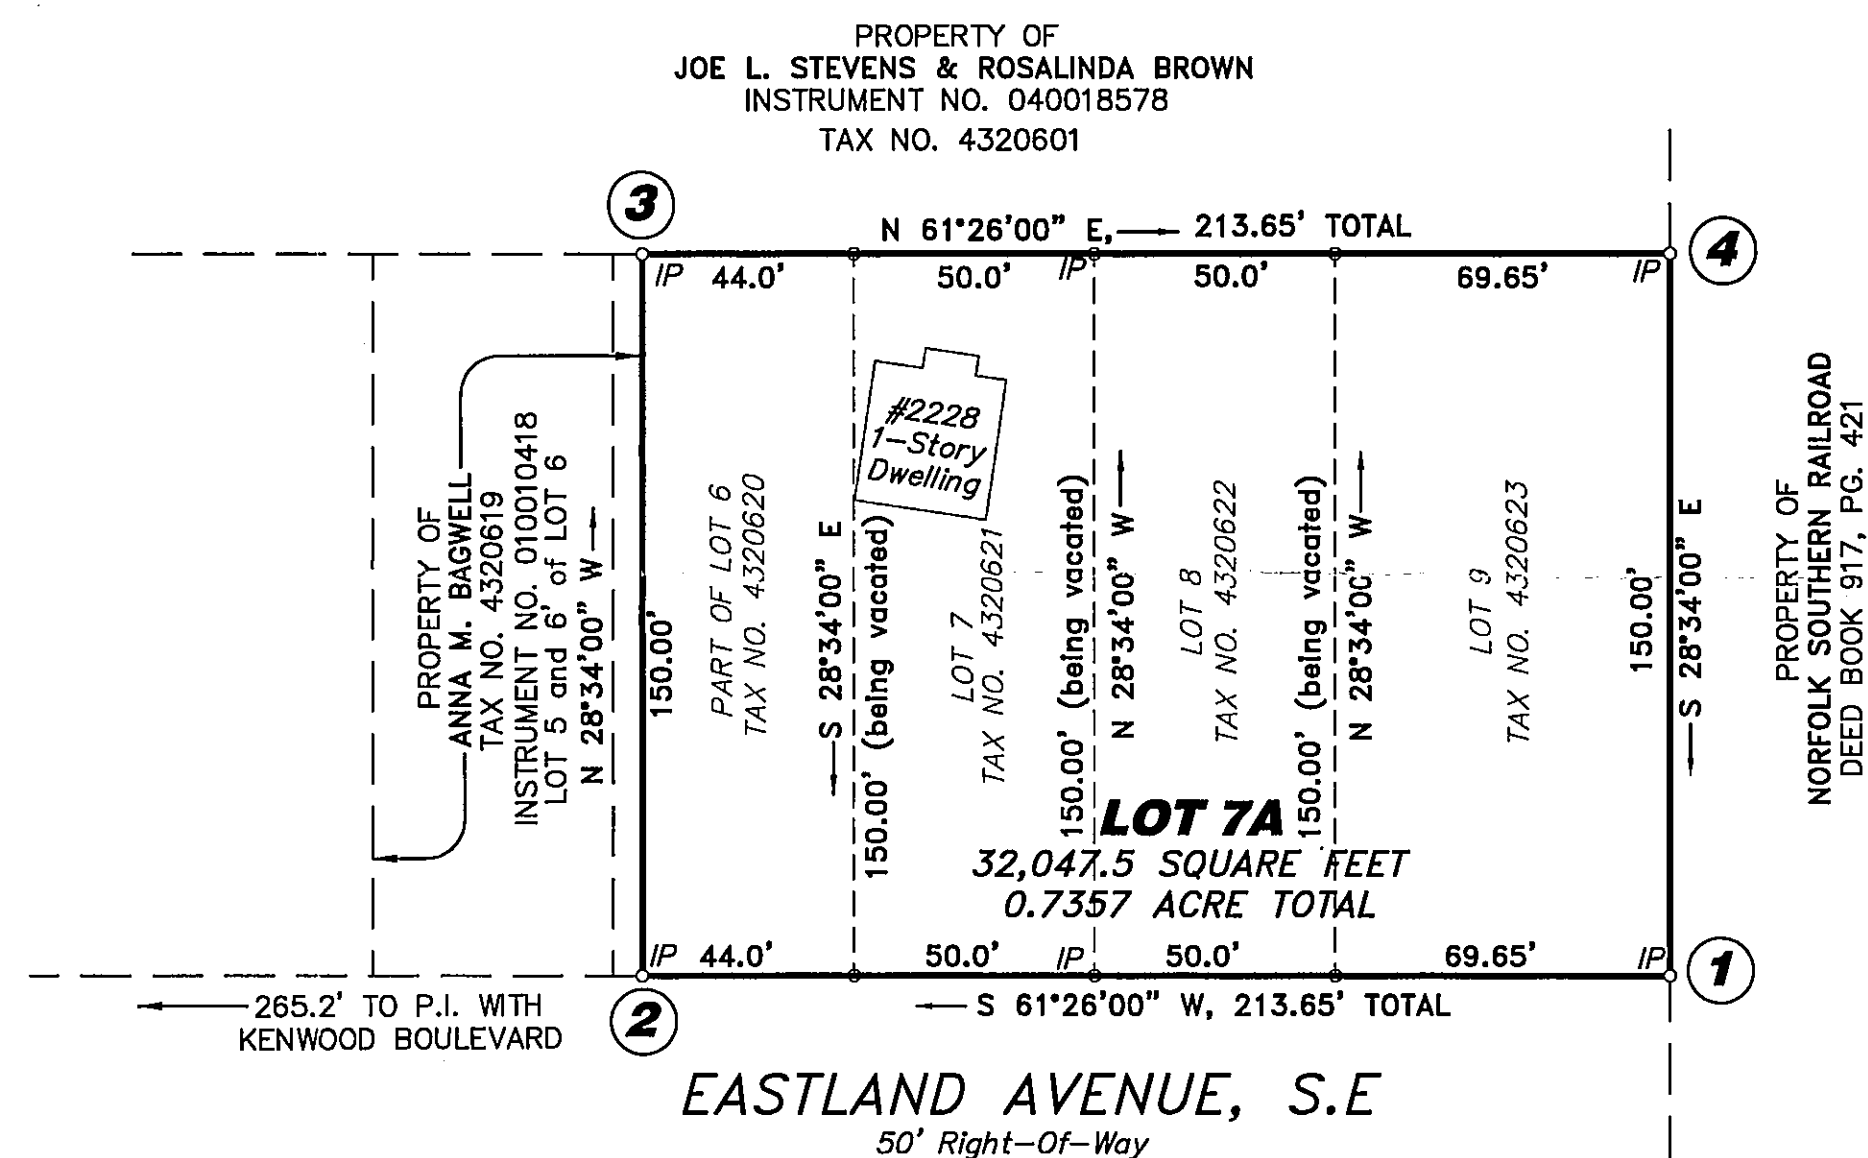 PROPERTY OF
JOE L. STEVENS & ROSALINDA BROWN
INSTRUMENT NO. 040018578
TAX NO. 4320601
3
N 61°26'00" E, 213.65' TOTAL
4
IP 44.0' 50.0' IP 50.0' 69.65' IP
#2228
1-Story
Dwelling
PROPERTY OF
ANNA M. BAGWELL
TAX NO. 4320619
INSTRUMENT NO. 010010418
LOT 5 and 6' of LOT 6
N 28°34'00" W
150.00'
PART OF LOT 6
TAX NO. 4320620
S 28°34'00" E
150.00' (being vacated)
LOT 7
TAX NO. 4320621
150.00' (being vacated)
N 28°34'00" W
LOT 8
TAX NO. 4320622
150.00' (being vacated)
N 28°34'00" W
LOT 9
TAX NO. 4320623
150.00'
S 28°34'00" E
PROPERTY OF
NORFOLK SOUTHERN RAILROAD
DEED BOOK 917, PG. 421
LOT 7A
32,047.5 SQUARE FEET
0.7357 ACRE TOTAL
IP 44.0' 50.0' IP 50.0' 69.65' IP
1
265.2' TO P.I. WITH
KENWOOD BOULEVARD
2
S 61°26'00" W, 213.65' TOTAL
EASTLAND AVENUE, S.E
50' Right-Of-Way